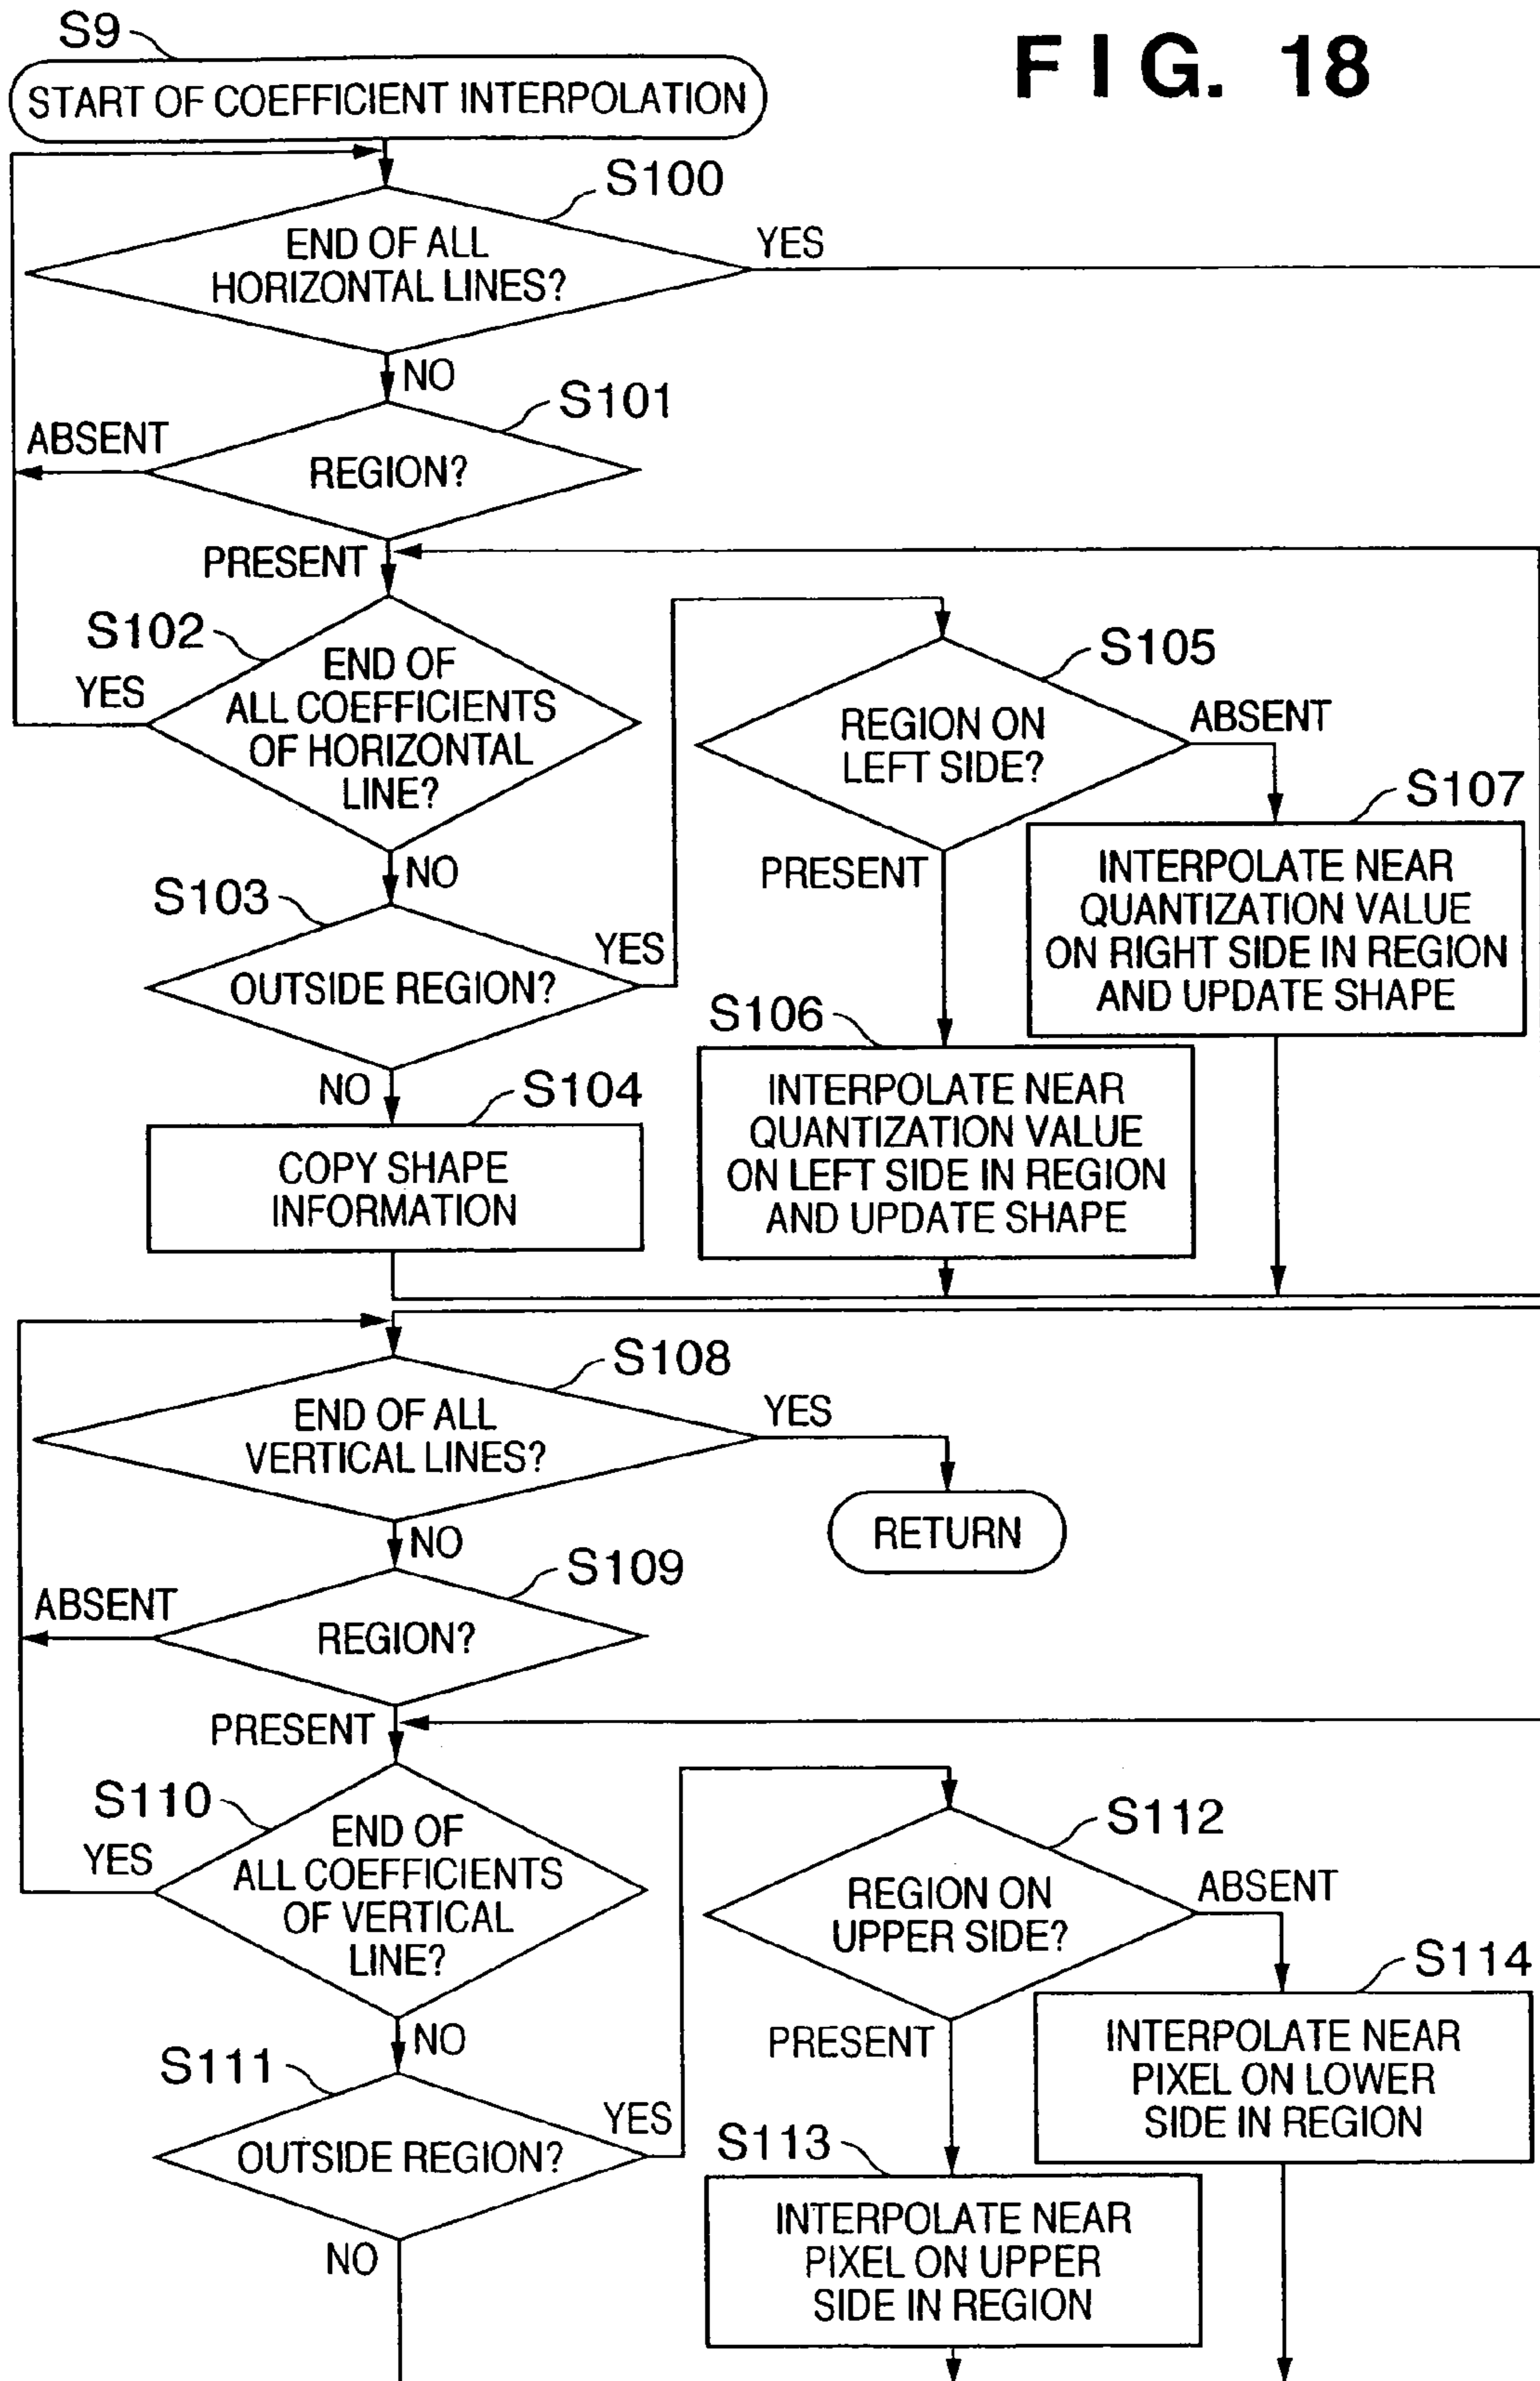 FIG. 18
S9
START OF COEFFICIENT INTERPOLATION
S100
END OF ALL
HORIZONTAL LINES?
YES
NO
S101
ABSENT
REGION?
PRESENT
S102
END OF
ALL COEFFICIENTS
OF HORIZONTAL
LINE?
YES
NO
S103
OUTSIDE REGION?
YES
NO
S104
COPY SHAPE
INFORMATION
S105
REGION ON
LEFT SIDE?
ABSENT
PRESENT
S107
INTERPOLATE NEAR
QUANTIZATION VALUE
ON RIGHT SIDE IN REGION
AND UPDATE SHAPE
S106
INTERPOLATE NEAR
QUANTIZATION VALUE
ON LEFT SIDE IN REGION
AND UPDATE SHAPE
S108
END OF ALL
VERTICAL LINES?
YES
RETURN
NO
S109
ABSENT
REGION?
PRESENT
S110
END OF
ALL COEFFICIENTS
OF VERTICAL
LINE?
YES
NO
S111
OUTSIDE REGION?
YES
NO
S112
REGION ON
UPPER SIDE?
ABSENT
PRESENT
S114
INTERPOLATE NEAR
PIXEL ON LOWER
SIDE IN REGION
S113
INTERPOLATE NEAR
PIXEL ON UPPER
SIDE IN REGION